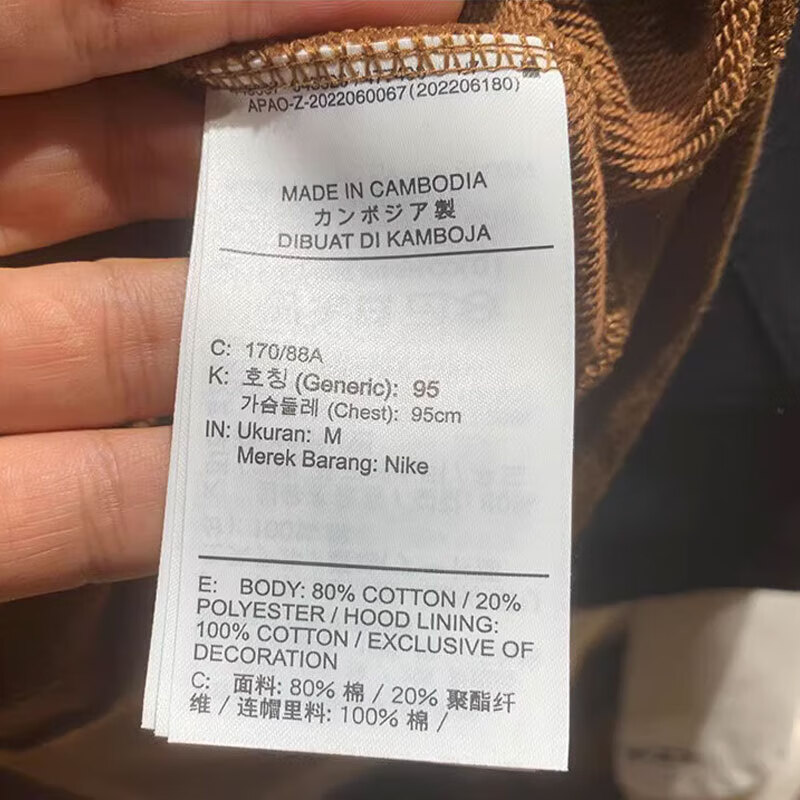 APAO-Z-2022060067(202206180)
MADE IN CAMBODIA
カンボジア製
DIBUAT DI KAMBOJA
C: 170/88A
K: 호칭 (Generic): 95
가슴둘레 (Chest): 95cm
IN: Ukuran: M
Merek Barang: Nike
E: BODY: 80% COTTON / 20%
POLYESTER / HOOD LINING:
100% COTTON / EXCLUSIVE OF
DECORATION
C: 面料: 80% 棉 / 20% 聚酯纤
维 / 连帽里料: 100% 棉 /